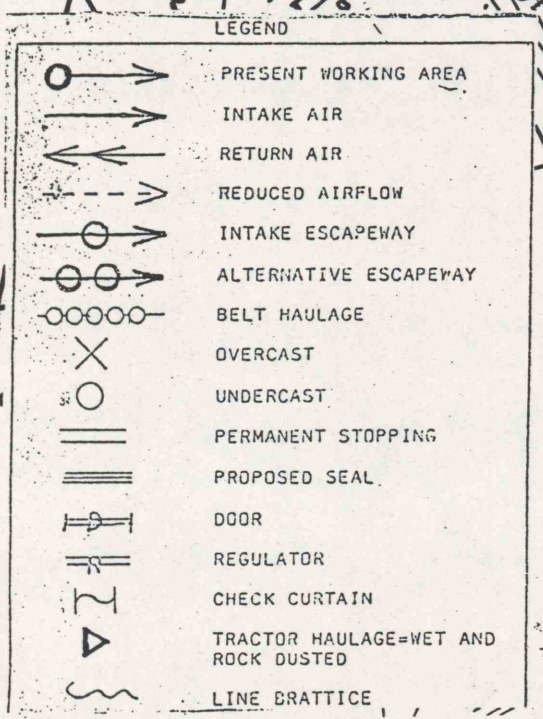 LEGEND
PRESENT WORKING AREA
INTAKE AIR
RETURN AIR
REDUCED AIRFLOW
INTAKE ESCAPEWAY
ALTERNATIVE ESCAPEWAY
BELT HAULAGE
OVERCAST
UNDERCAST
PERMANENT STOPPING
PROPOSED SEAL
DOOR
REGULATOR
CHECK CURTAIN
TRACTOR HAULAGE=WET AND
ROCK DUSTED
LINE BRATTICE